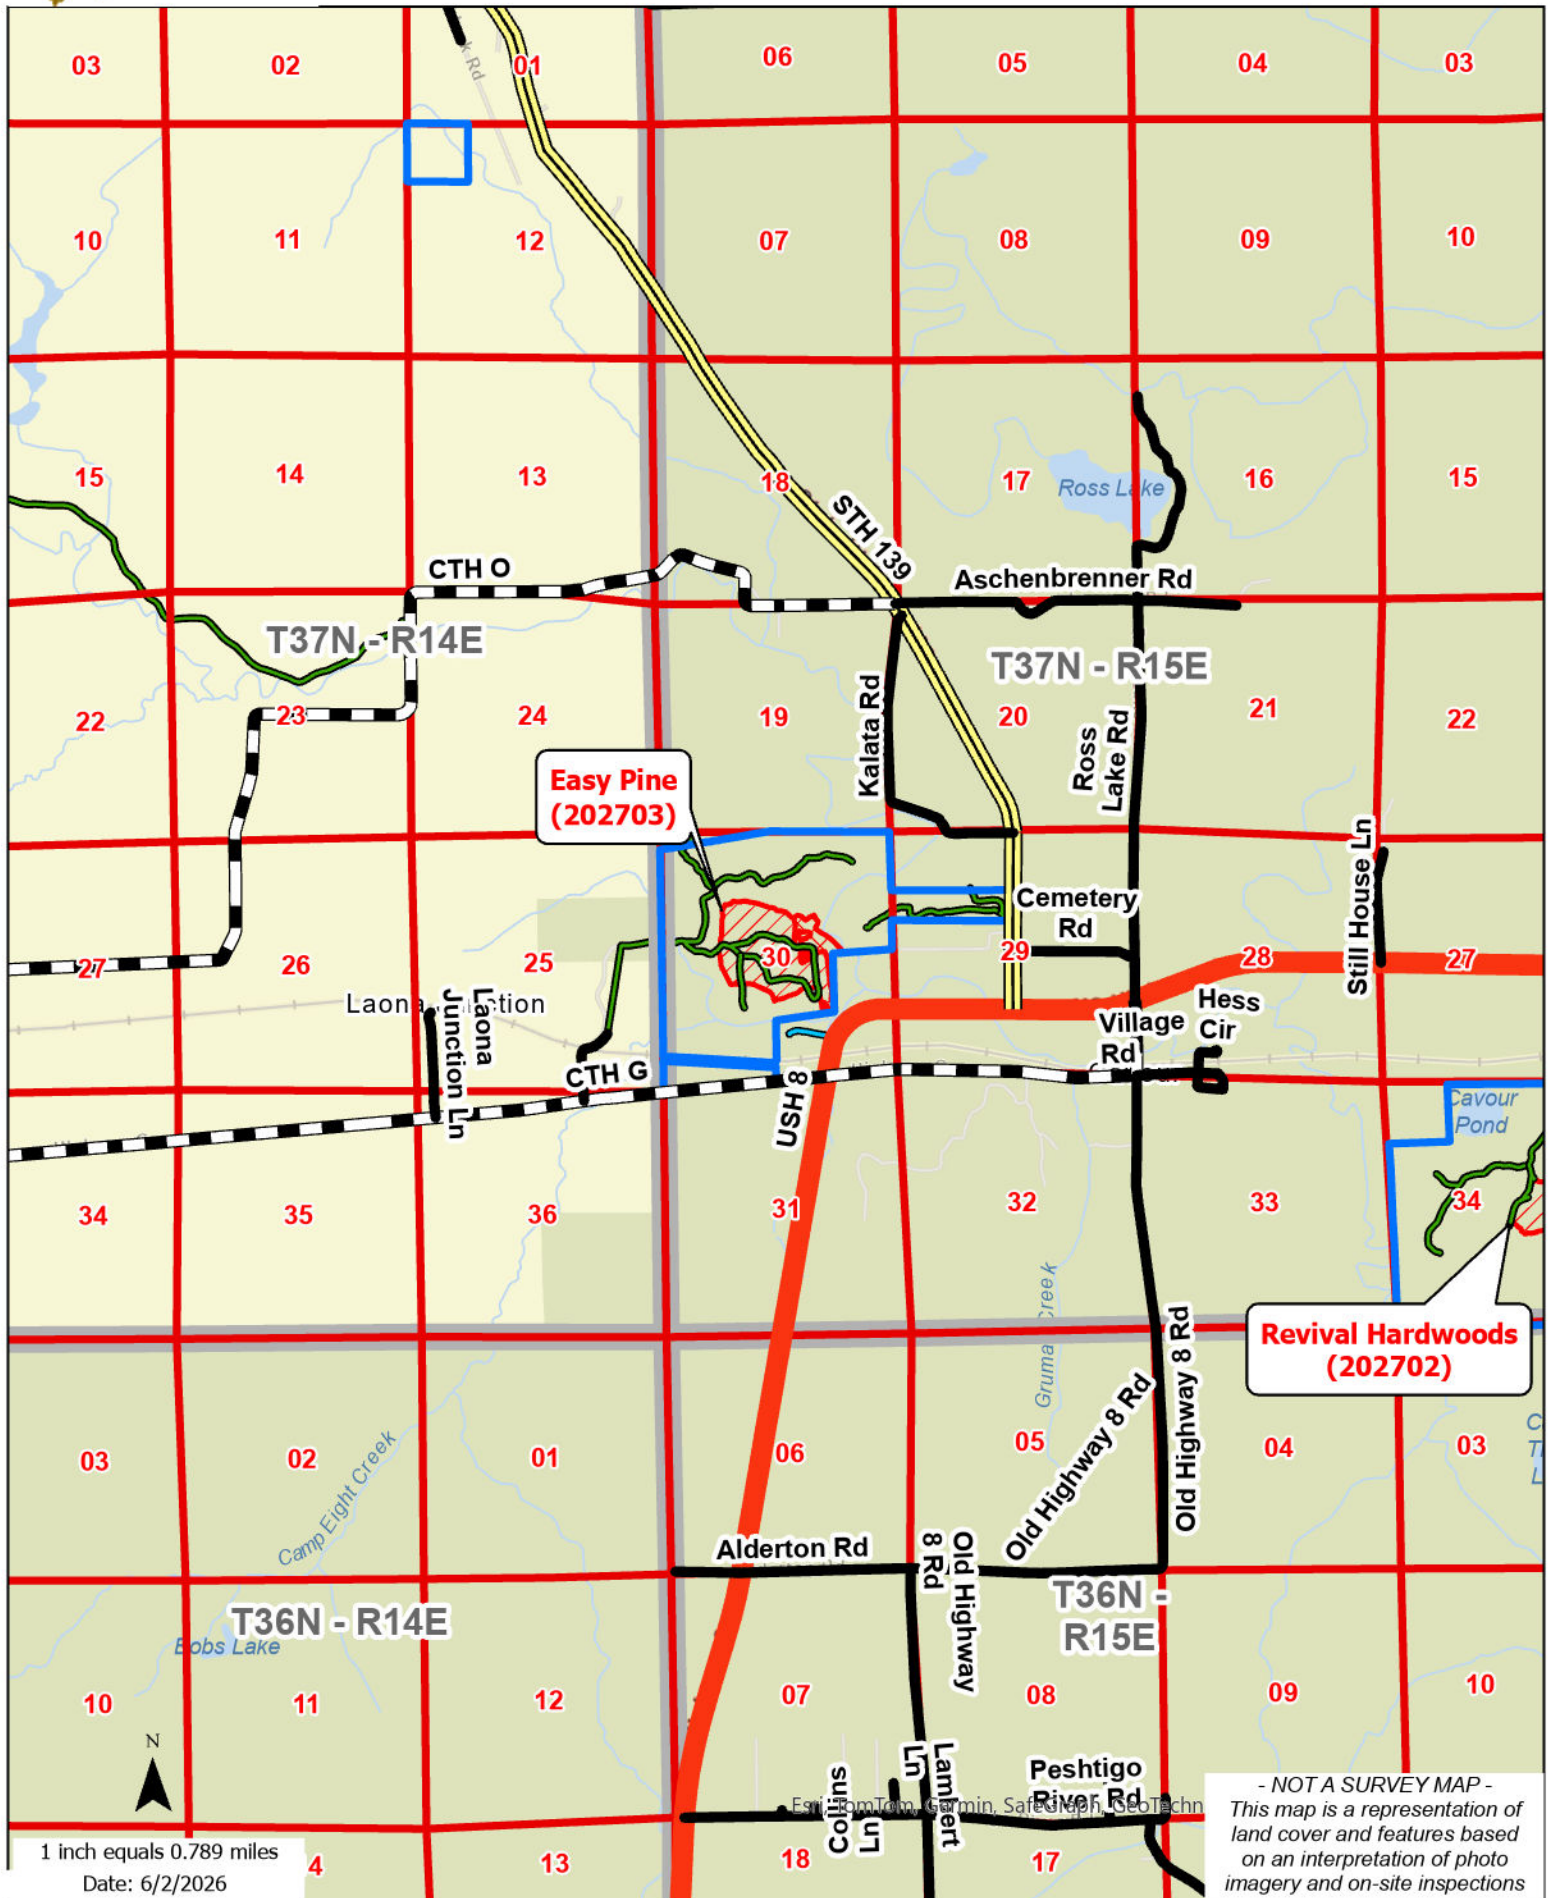 03
02
01
06
05
04
03
Rd
10
11
12
07
08
09
10
15
14
13
18
17
Ross Lake
16
15
STH 139
CTH O
Aschenbrenner Rd
T37N - R14E
T37N - R15E
22
23
24
19
Kalata Rd
20
Ross
Lake Rd
21
22
Easy Pine
(202703)
27
26
25
30
29
Cemetery
Rd
28
Still House Ln
27
Laona Junction
Laona
Junction Ln
CTH G
USH 8
Village
Rd
Hess
Cir
Cavour
Pond
34
35
36
31
32
33
34
Creek
Revival Hardwoods
(202702)
03
02
01
06
05
04
03
Camp Eight Creek
Old Highway 8 Rd
Old Highway 8 Rd
Alderton Rd
Old Highway
8 Rd
T36N - R14E
T36N -
R15E
Bobs Lake
10
11
12
07
08
09
10
N
Collins
Ln
Lambert
Ln
Peshtigo
River Rd
Esri, TomTom, Garmin, SafeGraph, GeoTechn
13
18
17
1 inch equals 0.789 miles
Date: 6/2/2026
- NOT A SURVEY MAP -
This map is a representation of
land cover and features based
on an interpretation of photo
imagery and on-site inspections